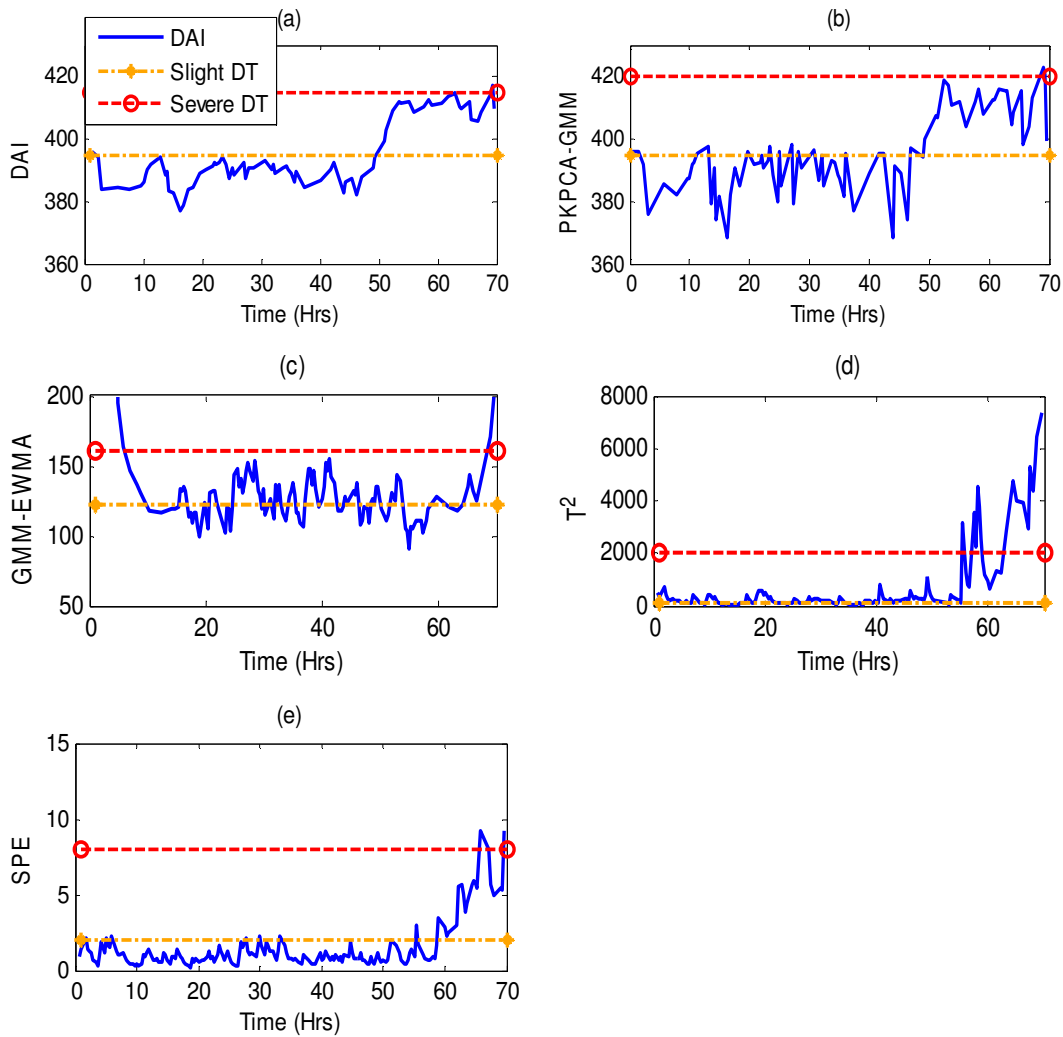 (a)
DAI
Slight DT
Severe DT
420
400
380
360
DAI
0 10 20 30 40 50 60 70
Time (Hrs)
(b)
420
400
380
360
PKPCA-GMM
0 10 20 30 40 50 60 70
Time (Hrs)
(c)
200
150
100
50
GMM-EWMA
0 20 40 60
Time (Hrs)
(d)
8000
6000
4000
2000
0
T²
0 20 40 60
Time (Hrs)
(e)
15
10
5
0
SPE
0 10 20 30 40 50 60 70
Time (Hrs)